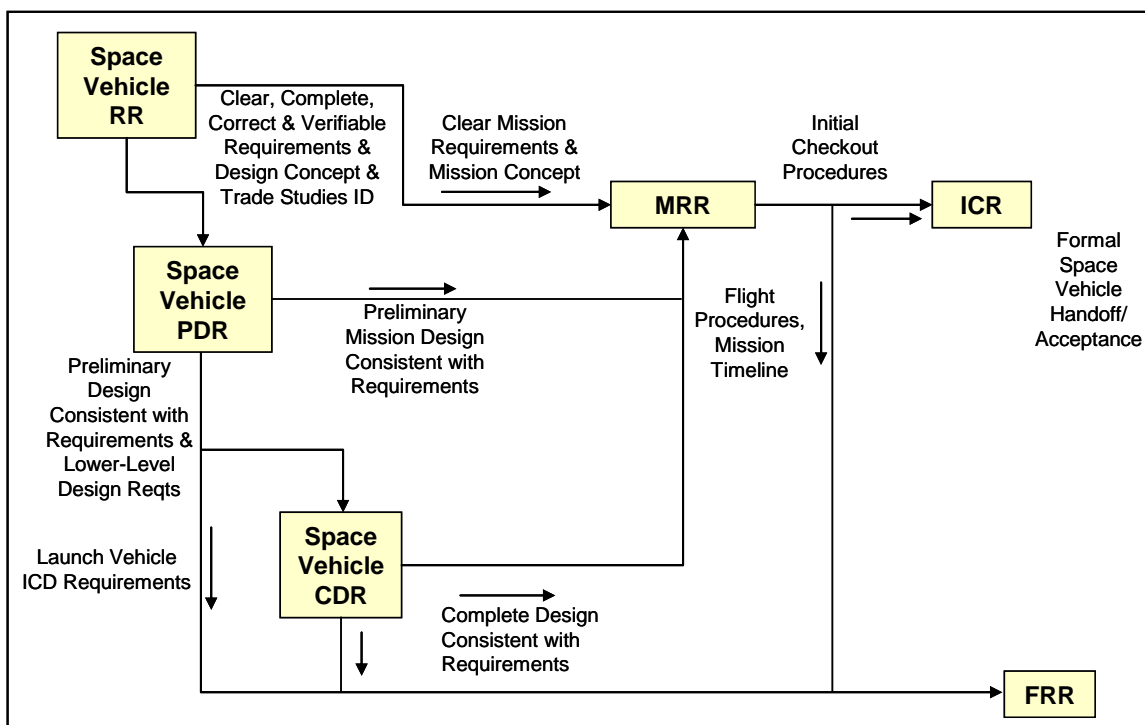 Space
Vehicle
RR
Clear, Complete,
Correct & Verifiable
Requirements &
Design Concept &
Trade Studies ID
Clear Mission
Requirements &
Mission Concept
Initial
Checkout
Procedures
MRR
ICR
Formal
Space
Vehicle
Handoff/
Acceptance
Space
Vehicle
PDR
Preliminary
Mission Design
Consistent with
Requirements
Flight
Procedures,
Mission
Timeline
Preliminary
Design
Consistent with
Requirements &
Lower-Level
Design Reqts
Launch Vehicle
ICD Requirements
Space
Vehicle
CDR
Complete Design
Consistent with
Requirements
FRR